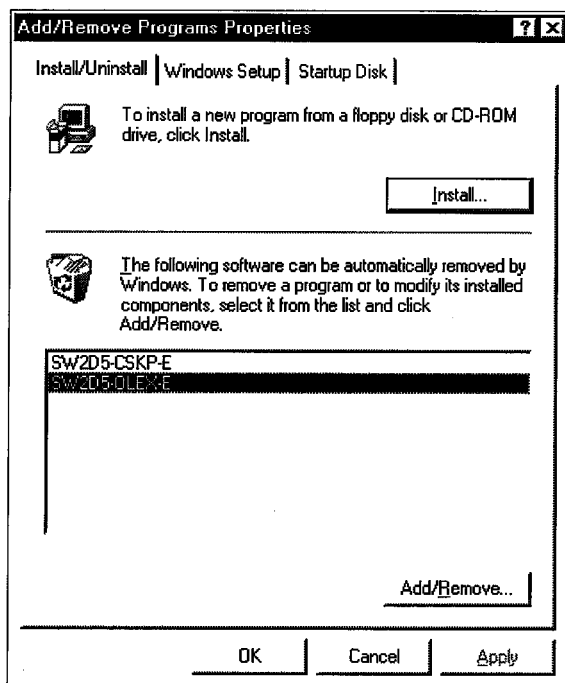 Add/Remove Programs Properties
Install/Uninstall Windows Setup Startup Disk
To install a new program from a floppy disk or CD-ROM
drive, click Install.
Install...
The following software can be automatically removed by
Windows. To remove a program or to modify its installed
components, select it from the list and click
Add/Remove.
SW2D5-CSKP-E
SW2D5-OLEX-E
Add/Remove...
OK Cancel Apply